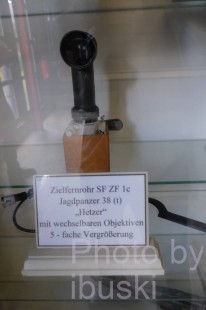 Zielfernrohr SF ZF 1c
Jagdpanzer 38 (t)
„Hetzer"
mit wechselbaren Objektiven
5 - fache Vergrößerung
Photo by
ibuski